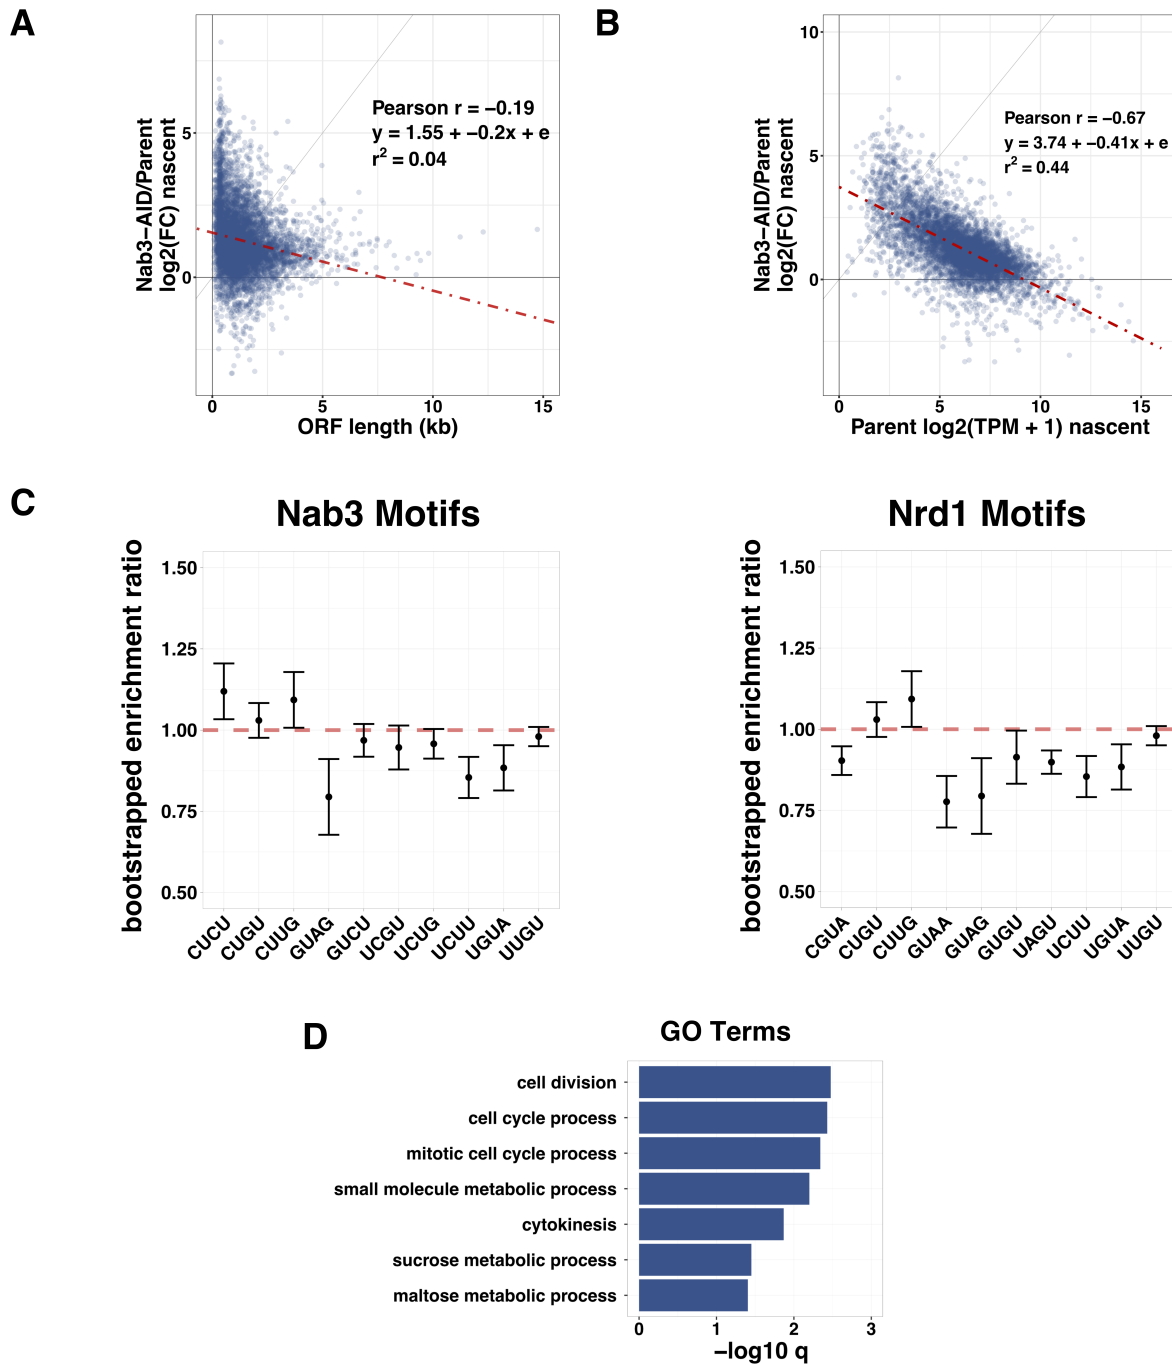 A
Nab3−AID/Parent
log2(FC) nascent
5
0
Pearson r = −0.19
y = 1.55 + −0.2x + e
r² = 0.04
0 5 10 15
ORF length (kb)
B
Nab3−AID/Parent
log2(FC) nascent
10
5
0
Pearson r = −0.67
y = 3.74 + −0.41x + e
r² = 0.44
0 5 10 15
Parent log2(TPM + 1) nascent
C
Nab3 Motifs
bootstrapped enrichment ratio
1.50
1.25
1.00
0.75
0.50
CUCU CUGU CUUG GUAG GUCU UCGU UCUG UCUU UGUA UUGU
Nrd1 Motifs
bootstrapped enrichment ratio
1.50
1.25
1.00
0.75
0.50
CGUA CUGU CUUG GUAA GUAG GUGU UAGU UCUU UGUA UUGU
D
GO Terms
cell division
cell cycle process
mitotic cell cycle process
small molecule metabolic process
cytokinesis
sucrose metabolic process
maltose metabolic process
0 1 2 3
−log10 q